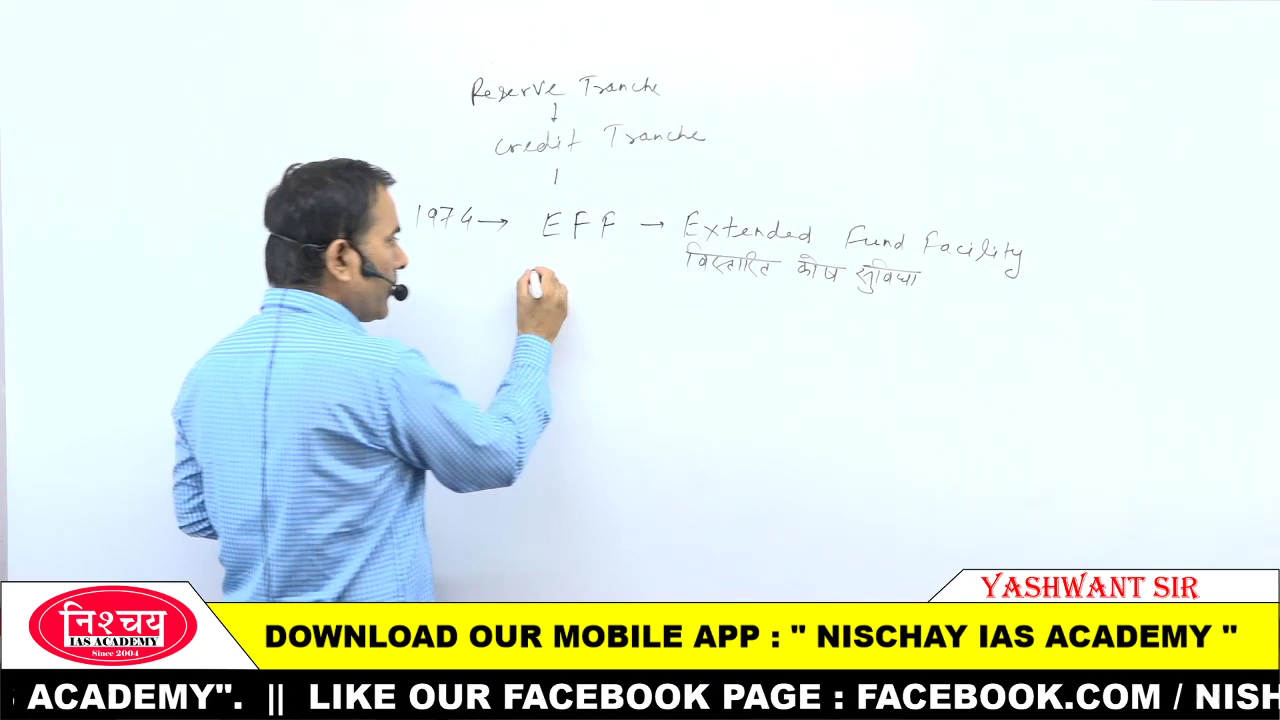 Reserve Tranche
Credit Tranche
1974 → EFF → Extended Fund Facility
विस्तारित कोष सुविधा
YASHWANT SIR
निश्चय
IAS ACADEMY
Since 2004
DOWNLOAD OUR MOBILE APP : " NISCHAY IAS ACADEMY "
S ACADEMY". || LIKE OUR FACEBOOK PAGE : FACEBOOK.COM / NISH